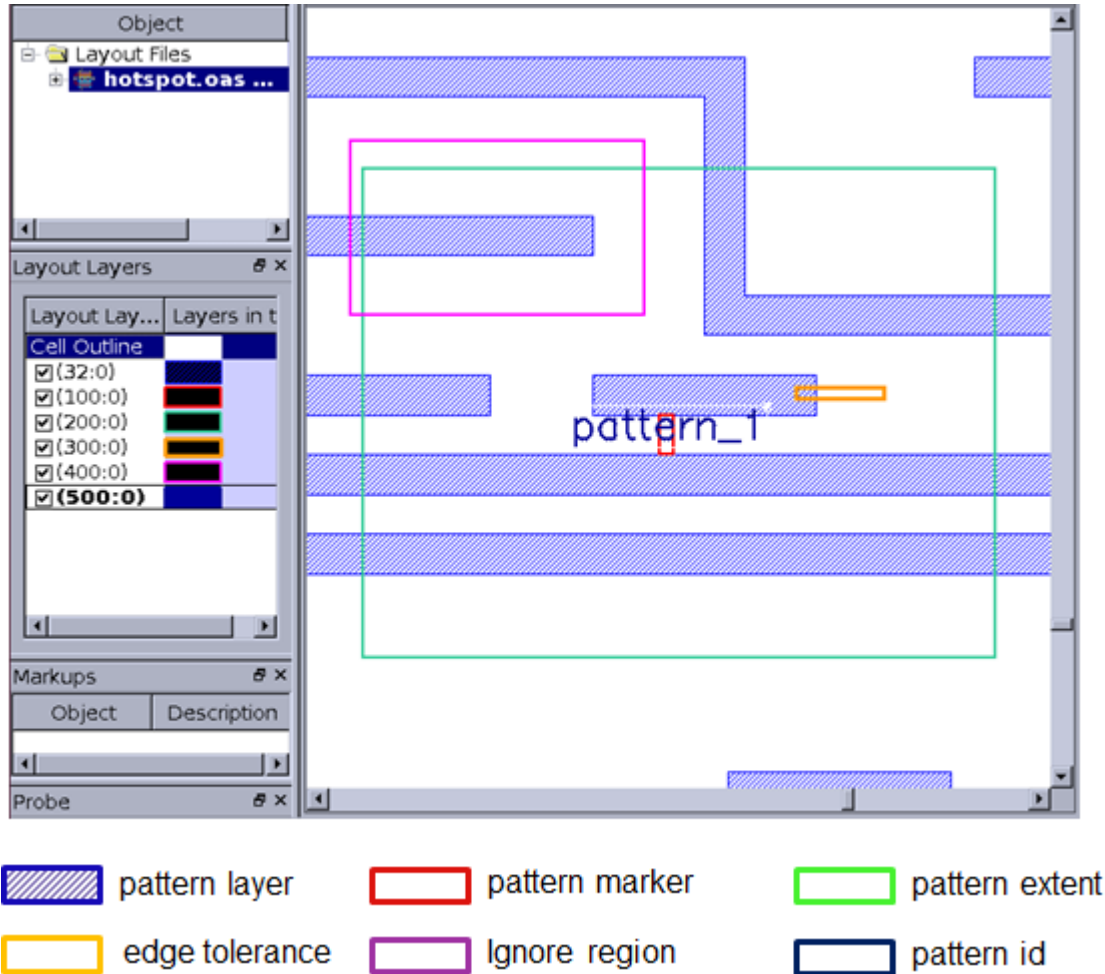 Object
Layout Files
hotspot.oas ...
Layout Layers
Layout Lay... Layers in t
Cell Outline
(32:0)
(100:0)
(200:0)
(300:0)
(400:0)
(500:0)
Markups
Object Description
Probe
pattern_1
pattern layer pattern marker pattern extent
edge tolerance Ignore region pattern id